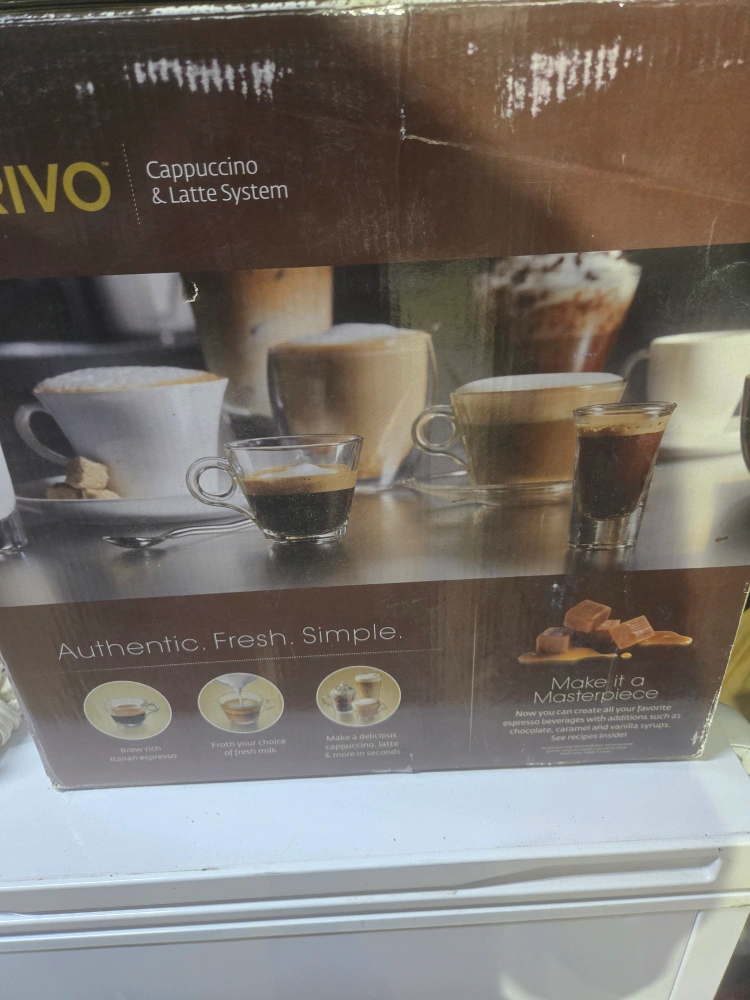 RIVO™
Cappuccino
& Latte System
Authentic. Fresh. Simple.
Brew rich
Italian espresso
Froth your choice
of fresh milk
Make a delicious
cappuccino, latte
& more in seconds
Make it a
Masterpiece
Now you can create all your favorite
espresso beverages with additions such as
chocolate, caramel and vanilla syrups.
See recipes inside!